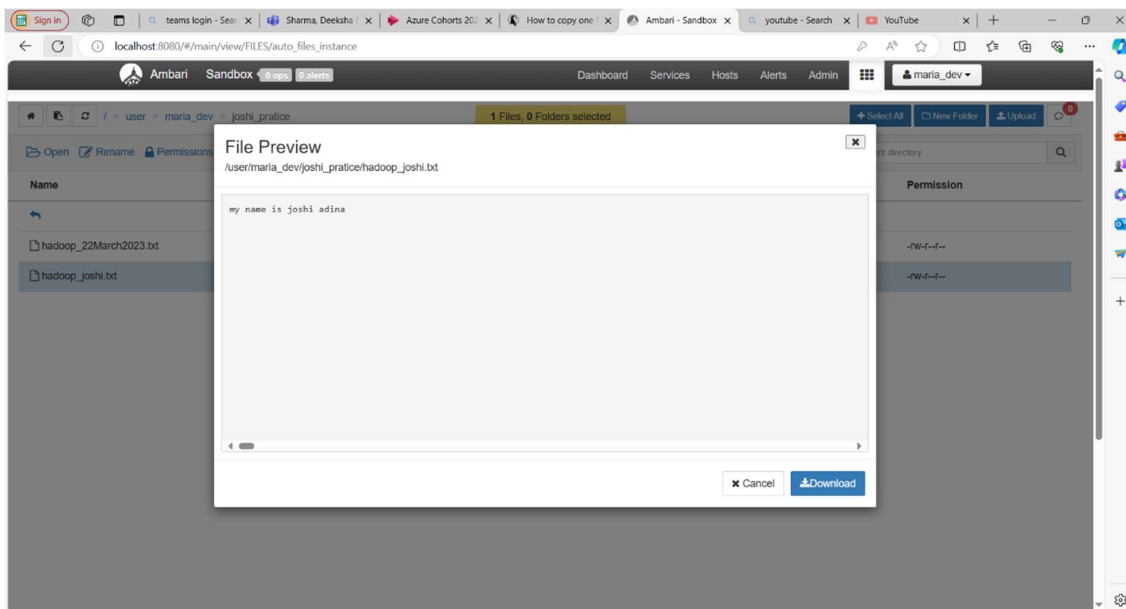 Sign in
teams login - Sear
Sharma, Deeksha (
Azure Cohorts 202
How to copy one f
Ambari - Sandbox
youtube - Search
YouTube
localhost:8080/#/main/view/FILES/auto_files_instance
Ambari Sandbox 0 ops 0 alerts
Dashboard Services Hosts Alerts Admin maria_dev
/ > user > maria_dev > joshi_pratice
1 Files, 0 Folders selected
+ Select All New Folder Upload 0
Open Rename Permissions
nt directory
File Preview
/user/maria_dev/joshi_pratice/hadoop_joshi.txt
Name
Permission
my name is joshi adina
hadoop_22March2023.txt
-rw-r--r--
hadoop_joshi.txt
-rw-r--r--
Cancel Download